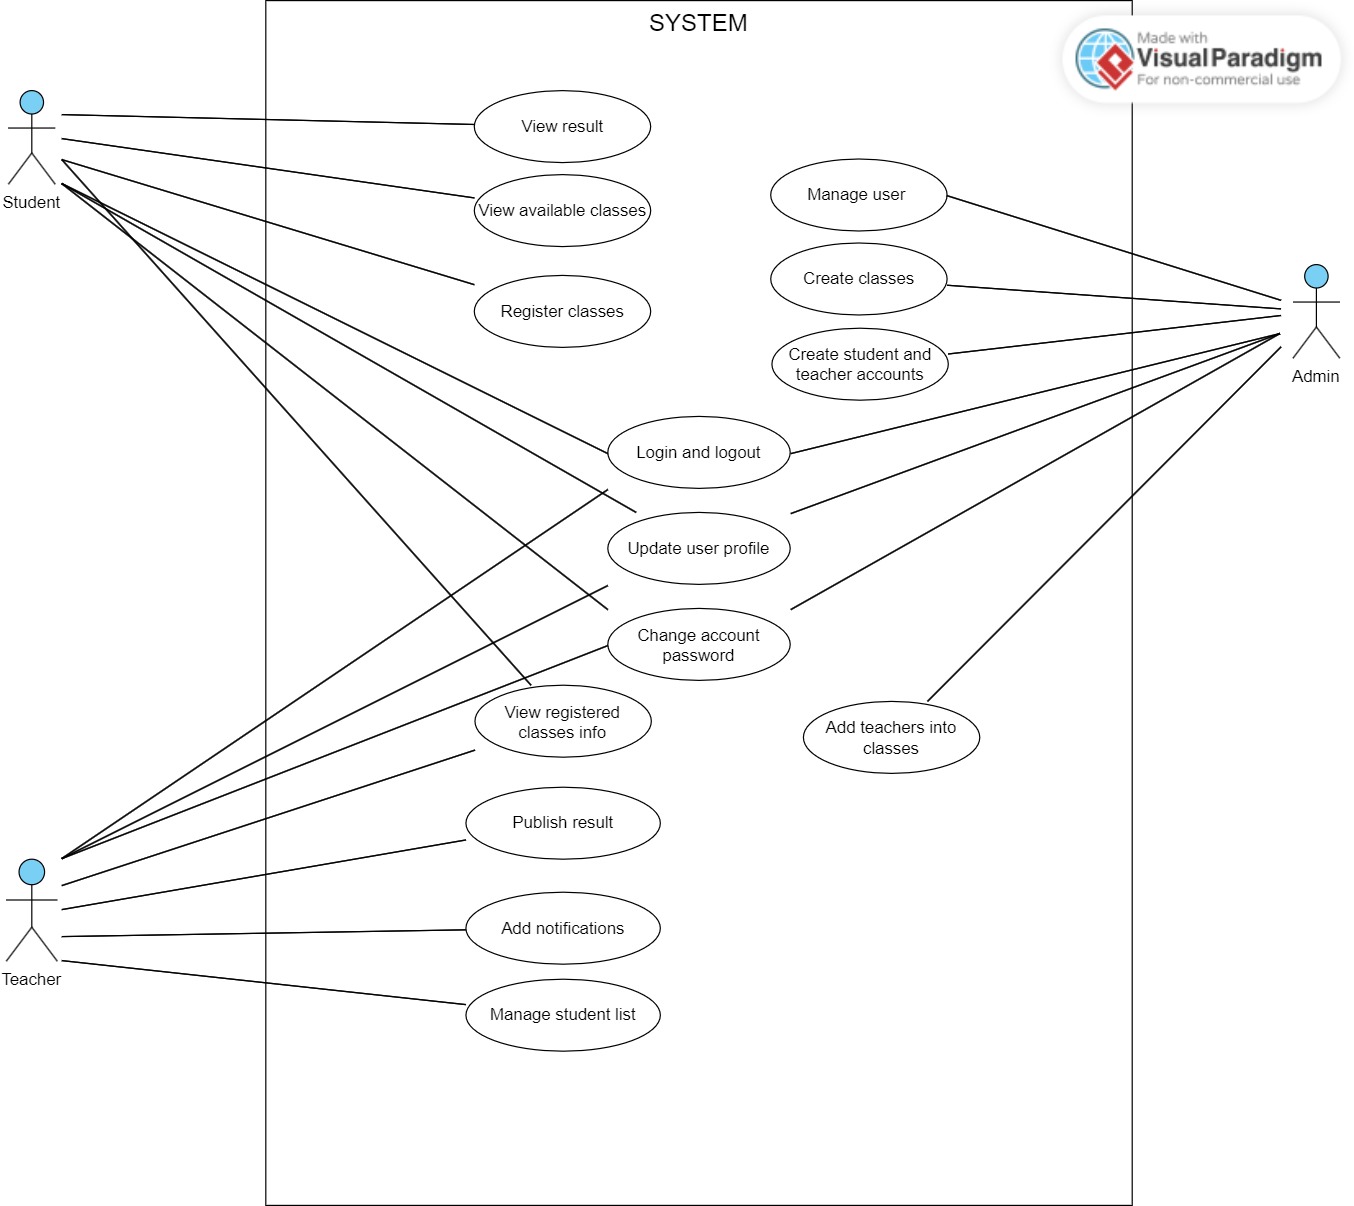 SYSTEM
Made with
Visual Paradigm
For non-commercial use
Student
View result
View available classes
Register classes
Manage user
Create classes
Create student and
teacher accounts
Admin
Login and logout
Update user profile
Change account
password
View registered
classes info
Add teachers into
classes
Publish result
Teacher
Add notifications
Manage student list